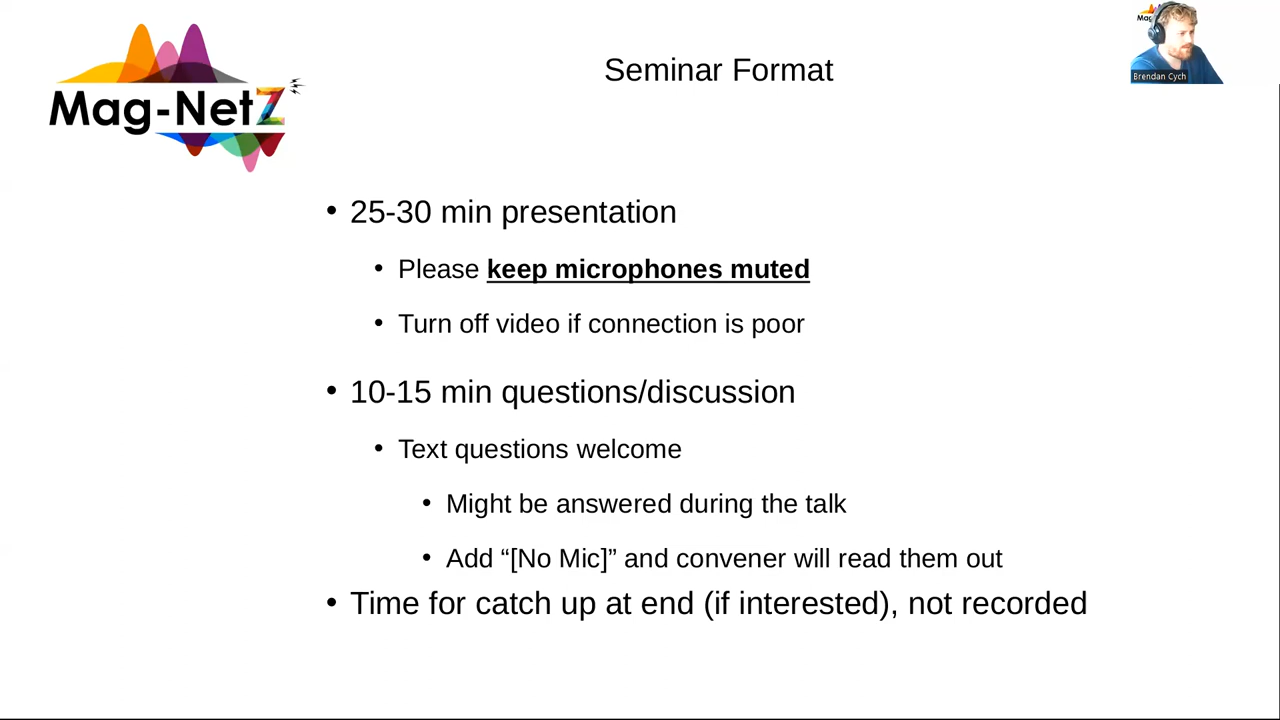 Mag-NetZ
Seminar Format
Brendan Cych
• 25-30 min presentation
• Please keep microphones muted
• Turn off video if connection is poor
• 10-15 min questions/discussion
• Text questions welcome
• Might be answered during the talk
• Add “[No Mic]” and convener will read them out
• Time for catch up at end (if interested), not recorded